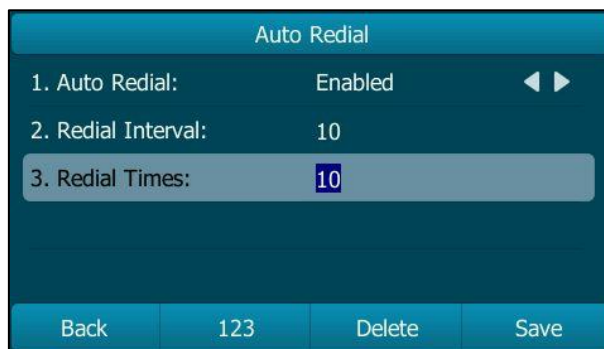 Auto Redial
1. Auto Redial: Enabled
2. Redial Interval: 10
3. Redial Times: 10
Back 123 Delete Save